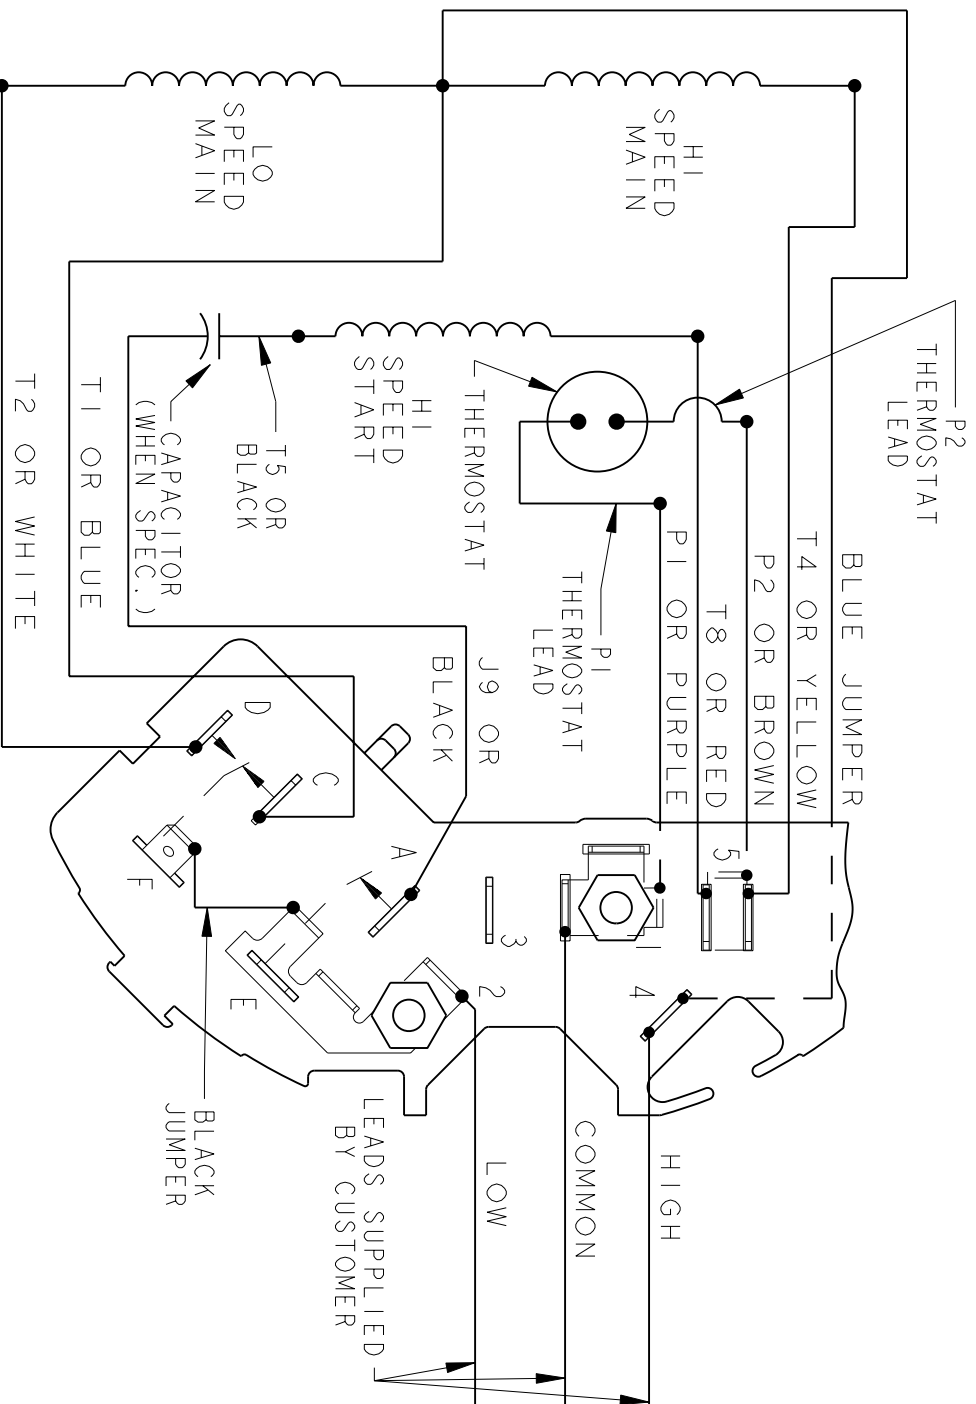 P2
THERMOSTAT
LEAD
BLUE JUMPER
T4 OR YELLOW
P2 OR BROWN
T8 OR RED
P1 OR PURPLE
HI
SPEED
MAIN
LO
SPEED
MAIN
HI
SPEED
START
THERMOSTAT
P1
THERMOSTAT
LEAD
T5 OR
BLACK
CAPACITOR
(WHEN SPEC.)
T1 OR BLUE
T2 OR WHITE
J9 OR
BLACK
5
1
4
3
2
A
C
D
E
F
HIGH
COMMON
LOW
LEADS SUPPLIED
BY CUSTOMER
BLACK
JUMPER